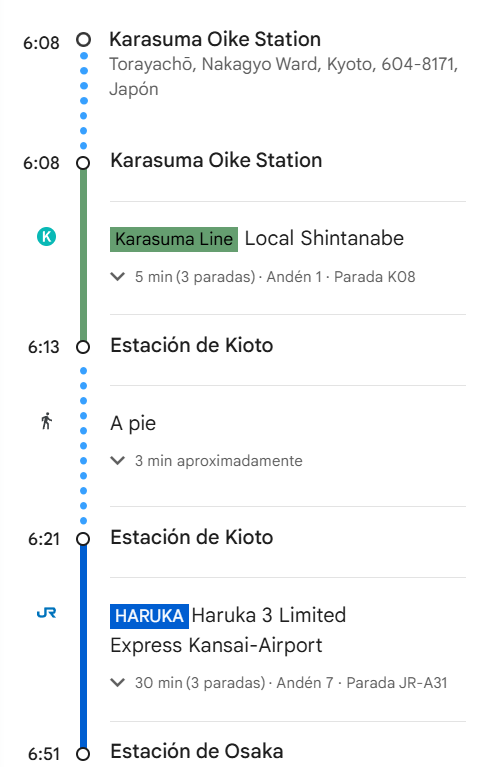 6:08 Karasuma Oike Station
Torayachō, Nakagyo Ward, Kyoto, 604-8171,
Japón
6:08 Karasuma Oike Station
K Karasuma Line Local Shintanabe
5 min (3 paradas) · Andén 1 · Parada K08
6:13 Estación de Kioto
A pie
3 min aproximadamente
6:21 Estación de Kioto
JR HARUKA Haruka 3 Limited
Express Kansai-Airport
30 min (3 paradas) · Andén 7 · Parada JR-A31
6:51 Estación de Osaka